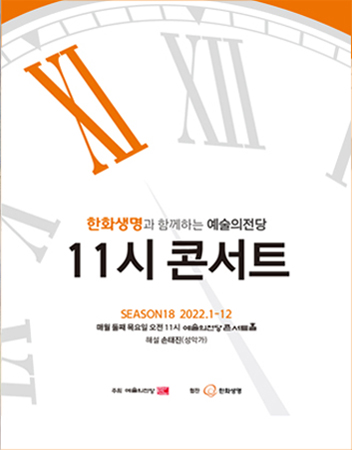 XI XII
한화생명과 함께하는 예술의전당
11시 콘서트
SEASON18 2022.1-12
매월 둘째 목요일 오전 11시 예술의전당 콘서트홀
해설 손태진(성악가)
주최 예술의전당 협찬 한화생명